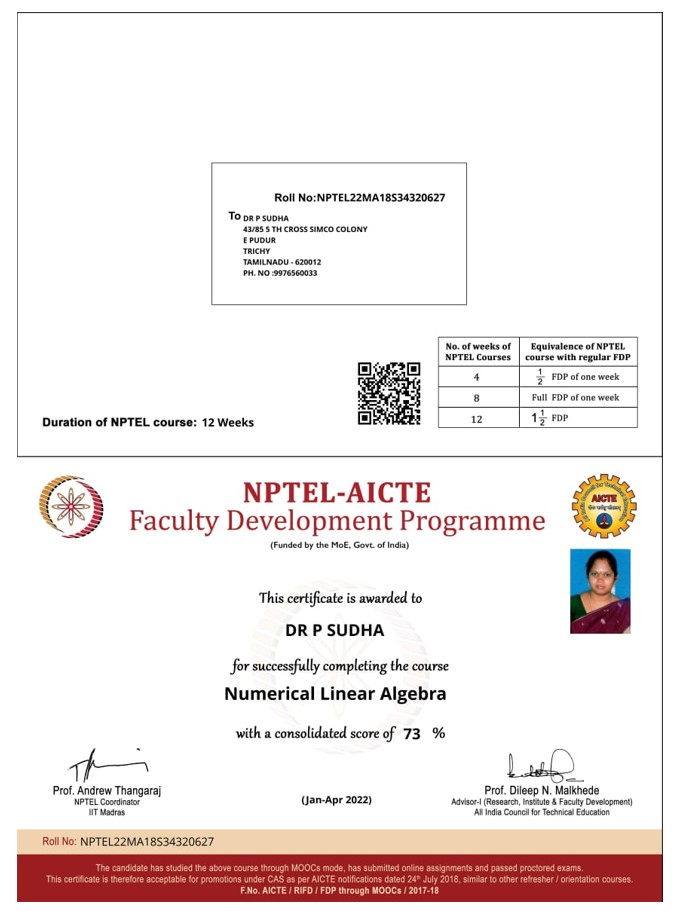 Roll No:NPTEL22MA18S34320627
To DR P SUDHA
43/85 5 TH CROSS SIMCO COLONY
E PUDUR
TRICHY
TAMILNADU - 620012
PH. NO :9976560033
No. of weeks of NPTEL Courses
Equivalence of NPTEL course with regular FDP
4 1/2 FDP of one week
8 Full FDP of one week
12 1 1/2 FDP
Duration of NPTEL course: 12 Weeks
NPTEL-AICTE
Faculty Development Programme
(Funded by the MoE, Govt. of India)
AICTE
This certificate is awarded to
DR P SUDHA
for successfully completing the course
Numerical Linear Algebra
with a consolidated score of 73 %
Prof. Andrew Thangaraj
NPTEL Coordinator
IIT Madras
(Jan-Apr 2022)
Prof. Dileep N. Malkhede
Advisor-I (Research, Institute & Faculty Development)
All India Council for Technical Education
Roll No: NPTEL22MA18S34320627
The candidate has studied the above course through MOOCs mode, has submitted online assignments and passed proctored exams.
This certificate is therefore acceptable for promotions under CAS as per AICTE notifications dated 24th July 2018, similar to other refresher / orientation courses.
F.No. AICTE / RIFD / FDP through MOOCs / 2017-18